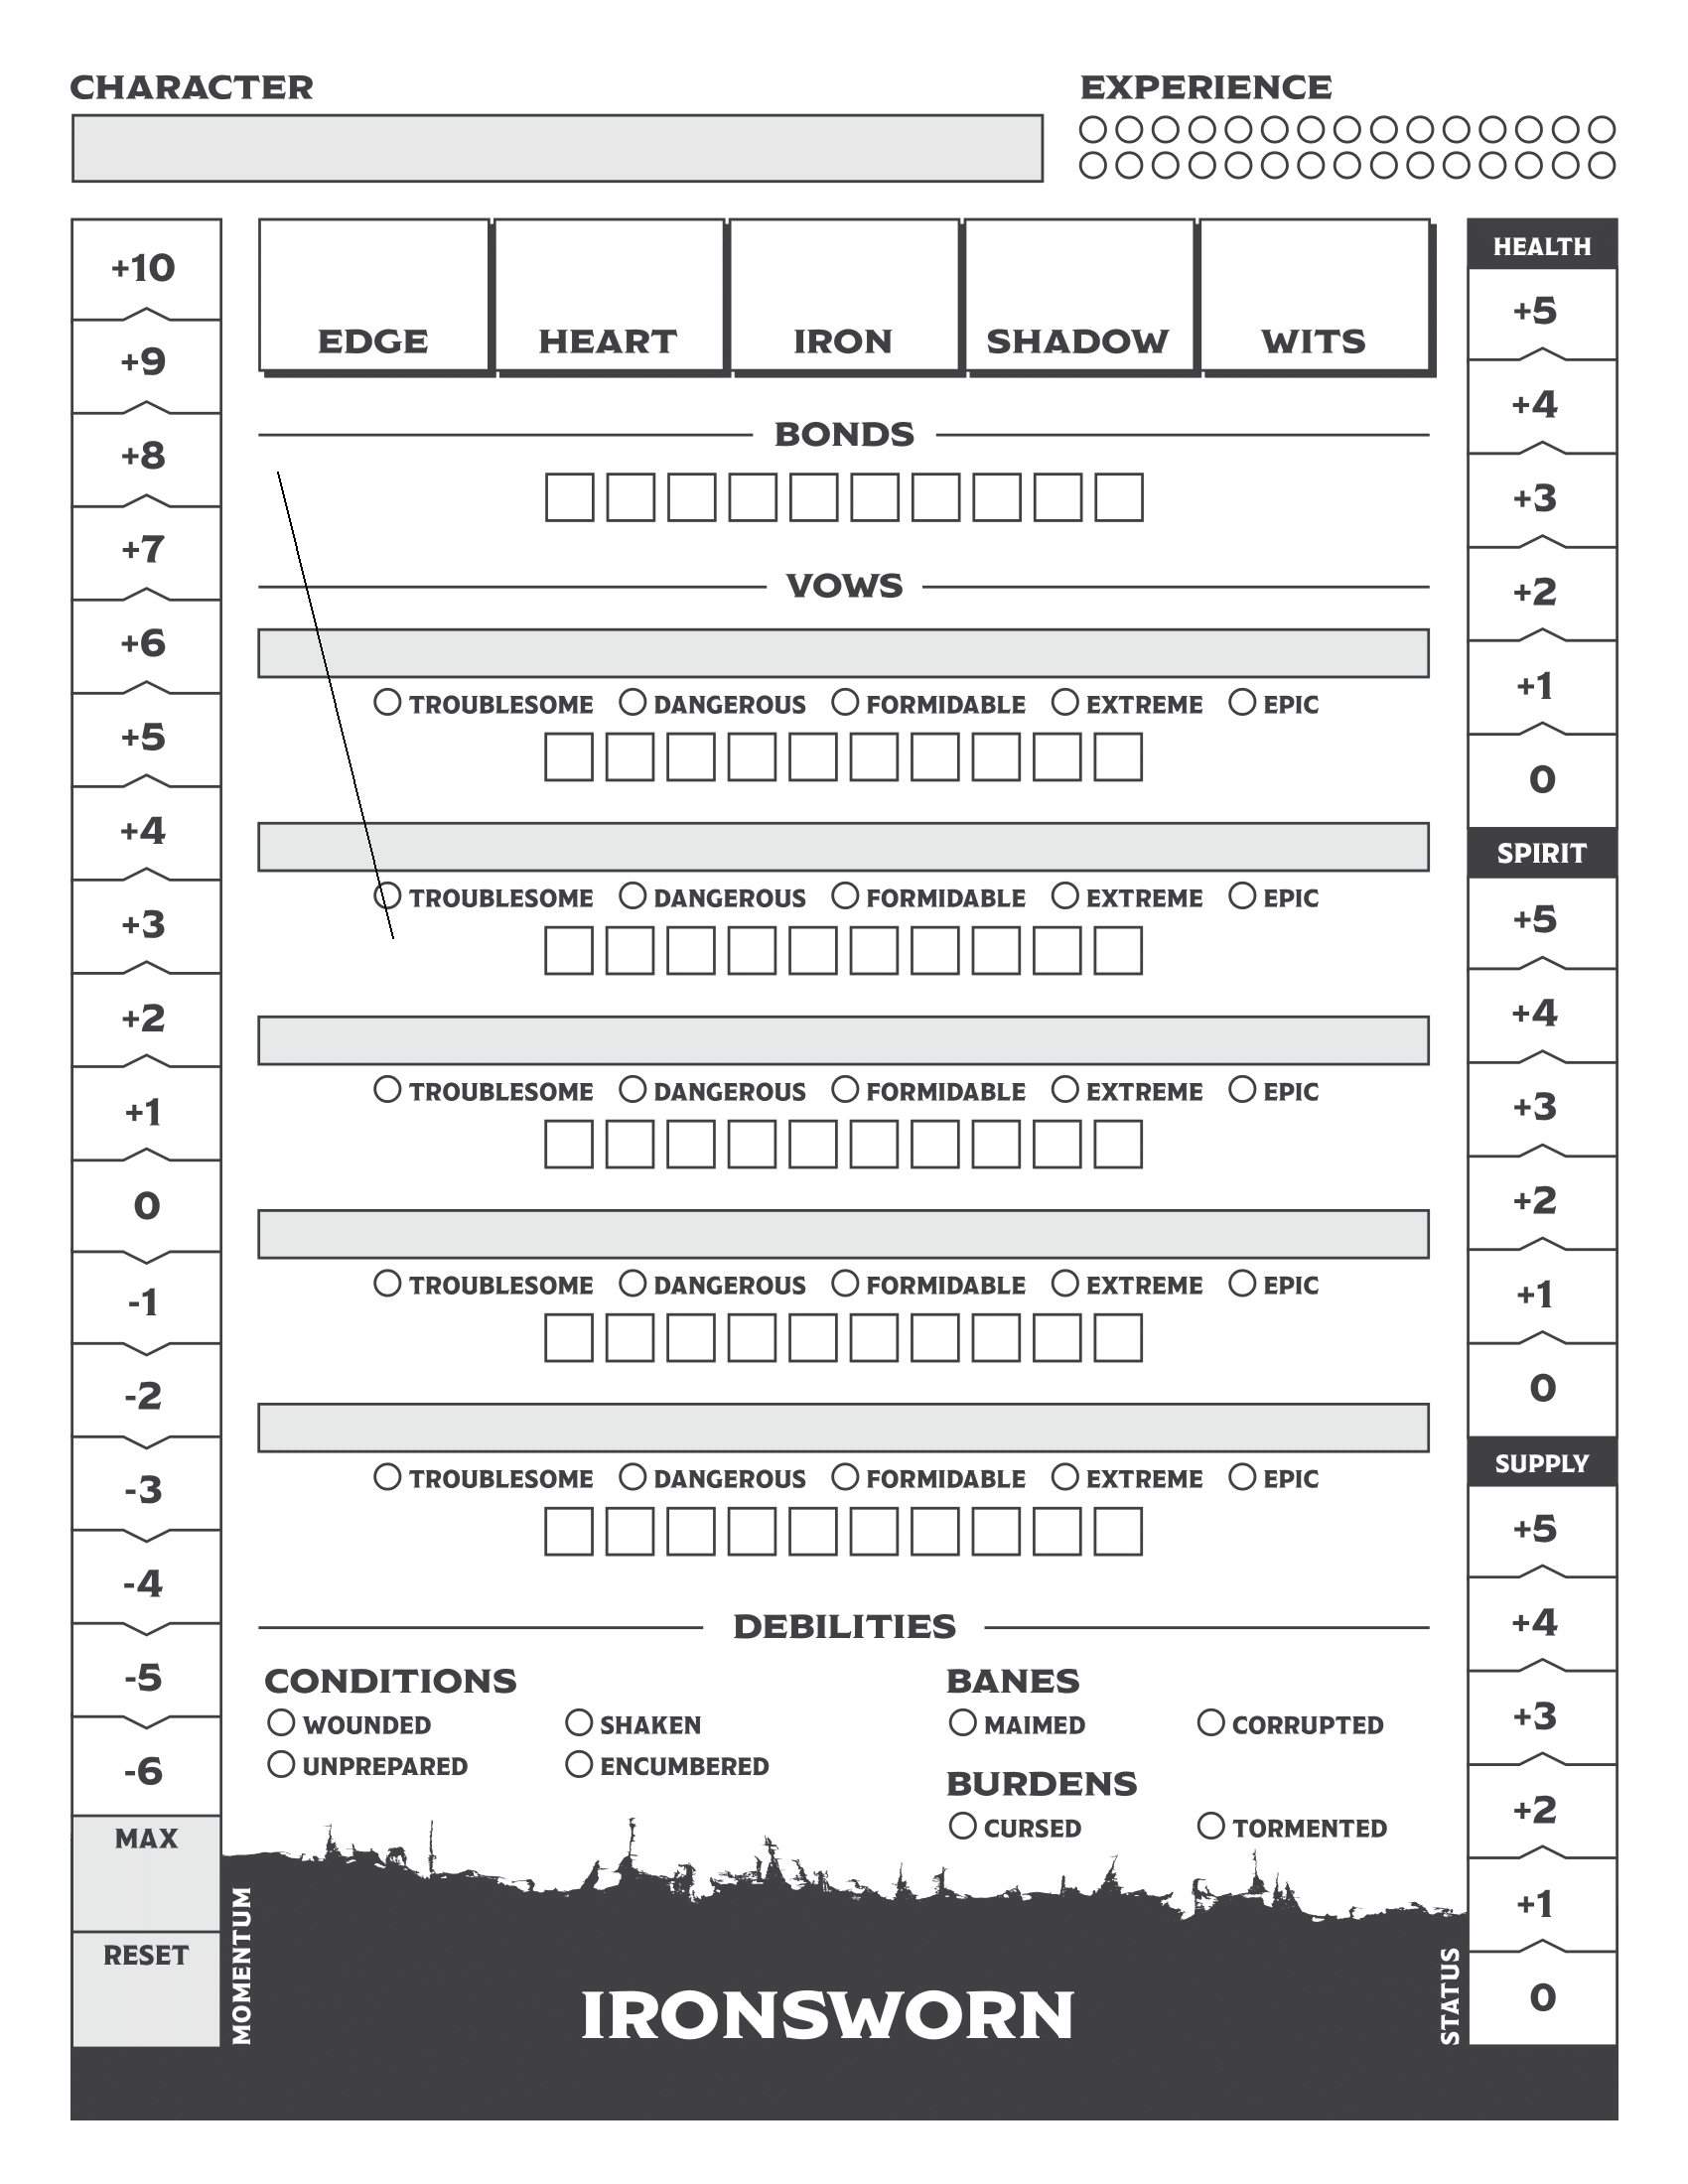 CHARACTER
EXPERIENCE
+10
+9
+8
+7
+6
+5
+4
+3
+2
+1
0
-1
-2
-3
-4
-5
-6
MAX
RESET
MOMENTUM
EDGE HEART IRON SHADOW WITS
BONDS
VOWS
TROUBLESOME DANGEROUS FORMIDABLE EXTREME EPIC
TROUBLESOME DANGEROUS FORMIDABLE EXTREME EPIC
TROUBLESOME DANGEROUS FORMIDABLE EXTREME EPIC
TROUBLESOME DANGEROUS FORMIDABLE EXTREME EPIC
TROUBLESOME DANGEROUS FORMIDABLE EXTREME EPIC
DEBILITIES
CONDITIONS
WOUNDED SHAKEN
UNPREPARED ENCUMBERED
BANES
MAIMED CORRUPTED
BURDENS
CURSED TORMENTED
IRONSWORN
HEALTH
+5
+4
+3
+2
+1
0
SPIRIT
+5
+4
+3
+2
+1
0
SUPPLY
+5
+4
+3
+2
+1
0
STATUS